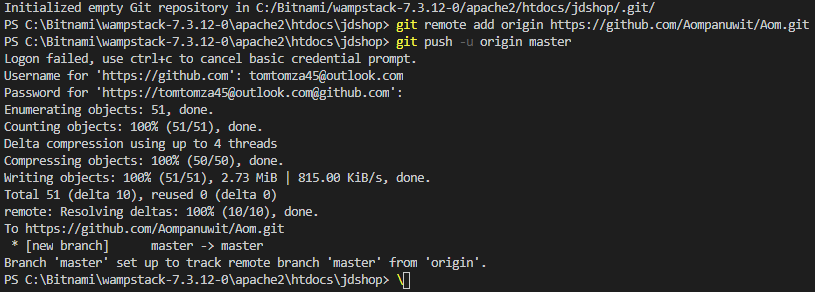 Initialized empty Git repository in C:/Bitnami/wampstack-7.3.12-0/apache2/htdocs/jdshop/.git/
PS C:\Bitnami\wampstack-7.3.12-0\apache2\htdocs\jdshop> git remote add origin https://github.com/Aompanuwit/Aom.git
PS C:\Bitnami\wampstack-7.3.12-0\apache2\htdocs\jdshop> git push -u origin master
Logon failed, use ctrl+c to cancel basic credential prompt.
Username for 'https://github.com': tomtomza45@outlook.com
Password for 'https://tomtomza45@outlook.com@github.com':
Enumerating objects: 51, done.
Counting objects: 100% (51/51), done.
Delta compression using up to 4 threads
Compressing objects: 100% (50/50), done.
Writing objects: 100% (51/51), 2.73 MiB | 815.00 KiB/s, done.
Total 51 (delta 10), reused 0 (delta 0)
remote: Resolving deltas: 100% (10/10), done.
To https://github.com/Aompanuwit/Aom.git
 * [new branch]      master -> master
Branch 'master' set up to track remote branch 'master' from 'origin'.
PS C:\Bitnami\wampstack-7.3.12-0\apache2\htdocs\jdshop> \